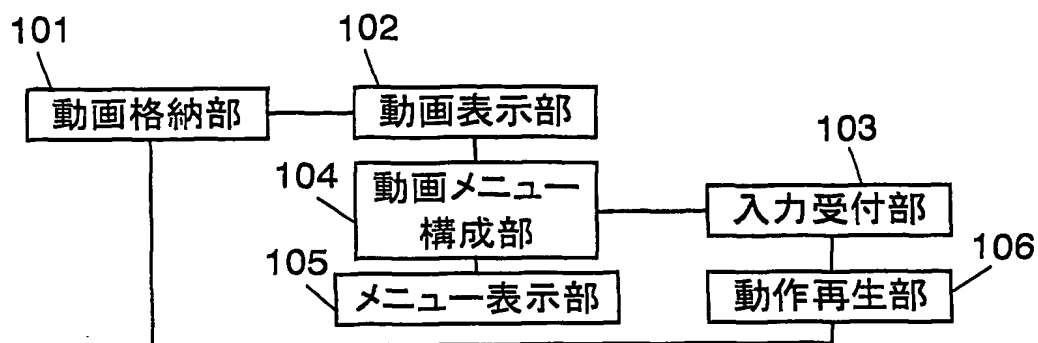 101
102
動画格納部
動画表示部
103
104
動画メニュー
構成部
入力受付部
105
106
メニュー表示部
動作再生部